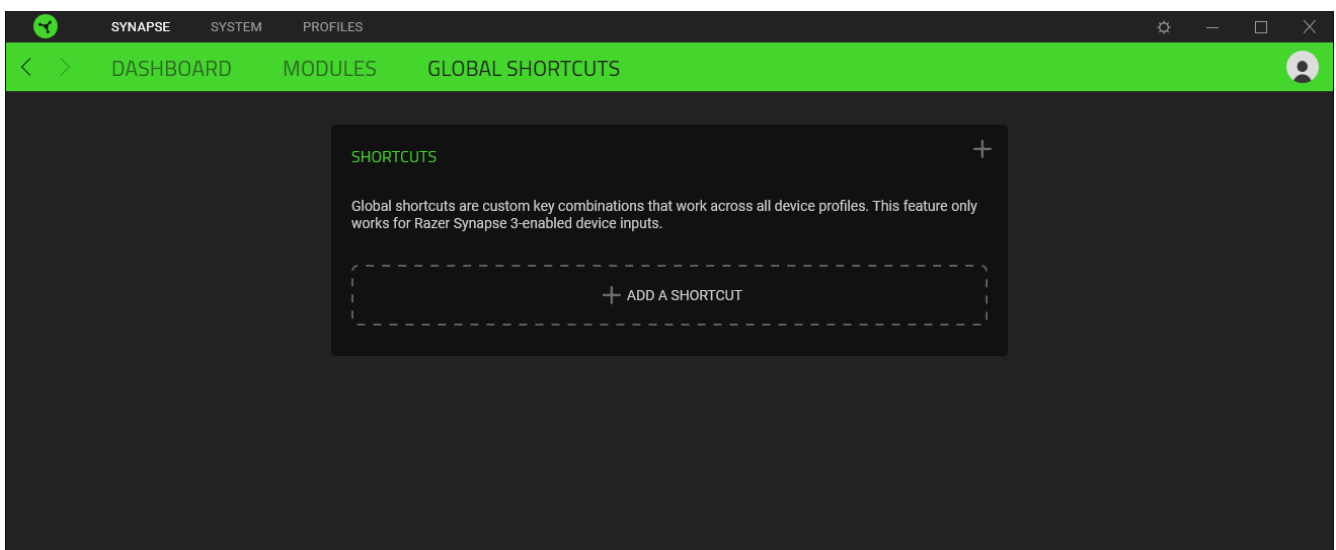 SYNAPSE SYSTEM PROFILES
DASHBOARD MODULES GLOBAL SHORTCUTS
SHORTCUTS
Global shortcuts are custom key combinations that work across all device profiles. This feature only
works for Razer Synapse 3-enabled device inputs.
ADD A SHORTCUT